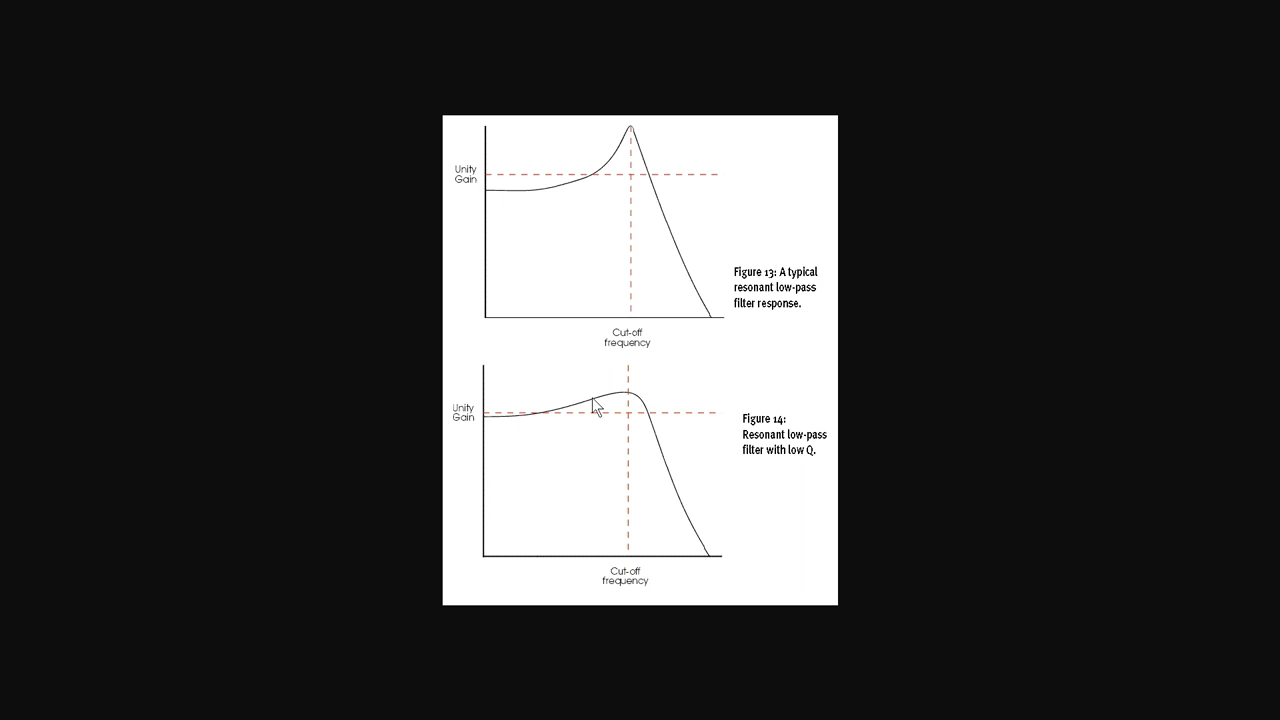 Unity
Gain
Figure 13: A typical
resonant low-pass
filter response.
Cut-off
frequency
Unity
Gain
Figure 14:
Resonant low-pass
filter with low Q.
Cut-off
frequency